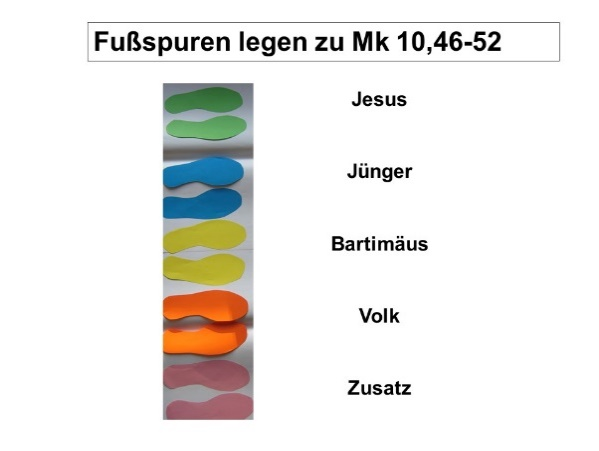 Fußspuren legen zu Mk 10,46-52
Jesus
Jünger
Bartimäus
Volk
Zusatz